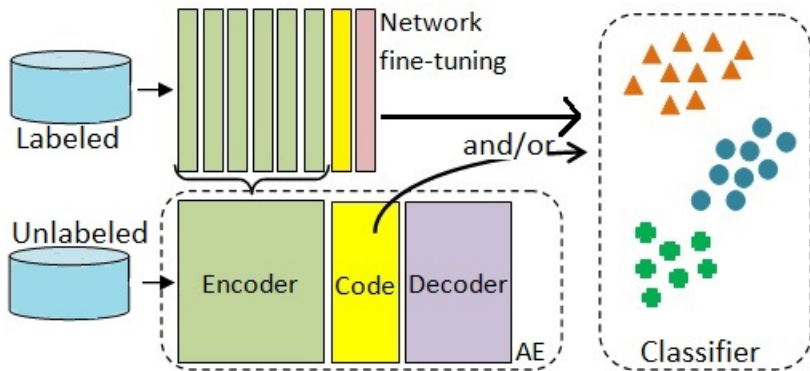 Network
fine-tuning
Labeled
and/or
Unlabeled
Encoder
Code
Decoder
AE
Classifier